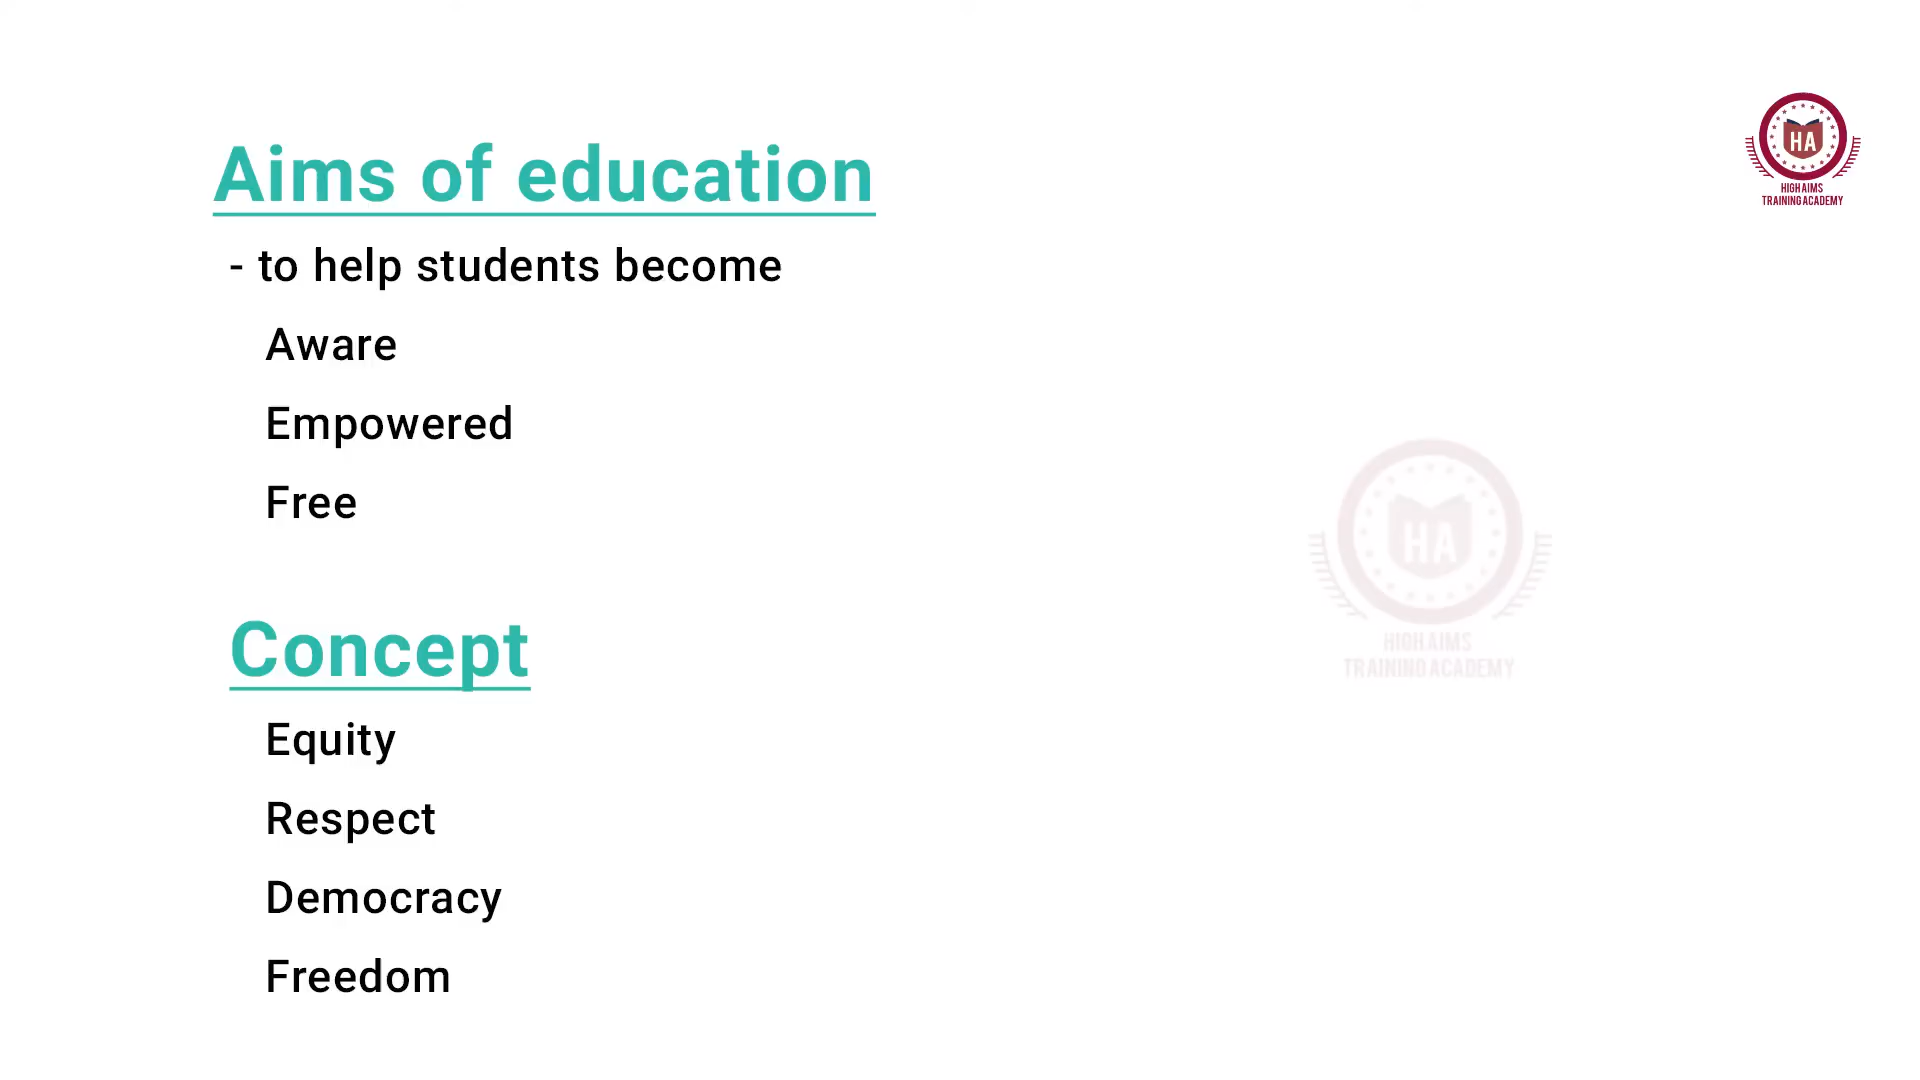 Aims of education
- to help students become
Aware
Empowered
Free
Concept
Equity
Respect
Democracy
Freedom
HA
HIGH AIMS
TRAINING ACADEMY
HA
HIGH AIMS
TRAINING ACADEMY